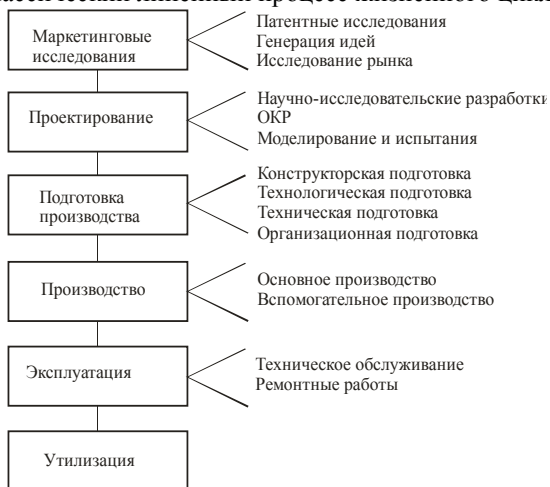 Маркетинговые
исследования
Патентные исследования
Генерация идей
Исследование рынка
Проектирование
Научно-исследовательские разработки
ОКР
Моделирование и испытания
Подготовка
производства
Конструкторская подготовка
Технологическая подготовка
Техническая подготовка
Организационная подготовка
Производство
Основное производство
Вспомогательное производство
Эксплуатация
Техническое обслуживание
Ремонтные работы
Утилизация